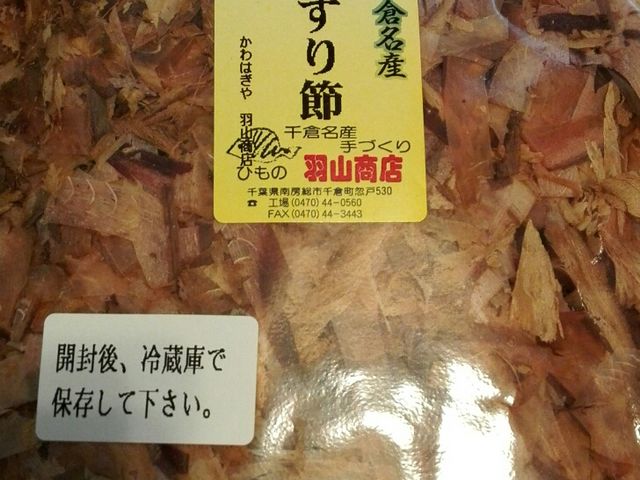 倉名産
すり節
かわはぎや 羽山商店
千倉名産
手づくり
ひもの 羽山商店
千葉県南房総市千倉町忽戸530
☎ 工場(0470)44-0560
FAX(0470)44-3443
開封後、冷蔵庫で
保存して下さい。